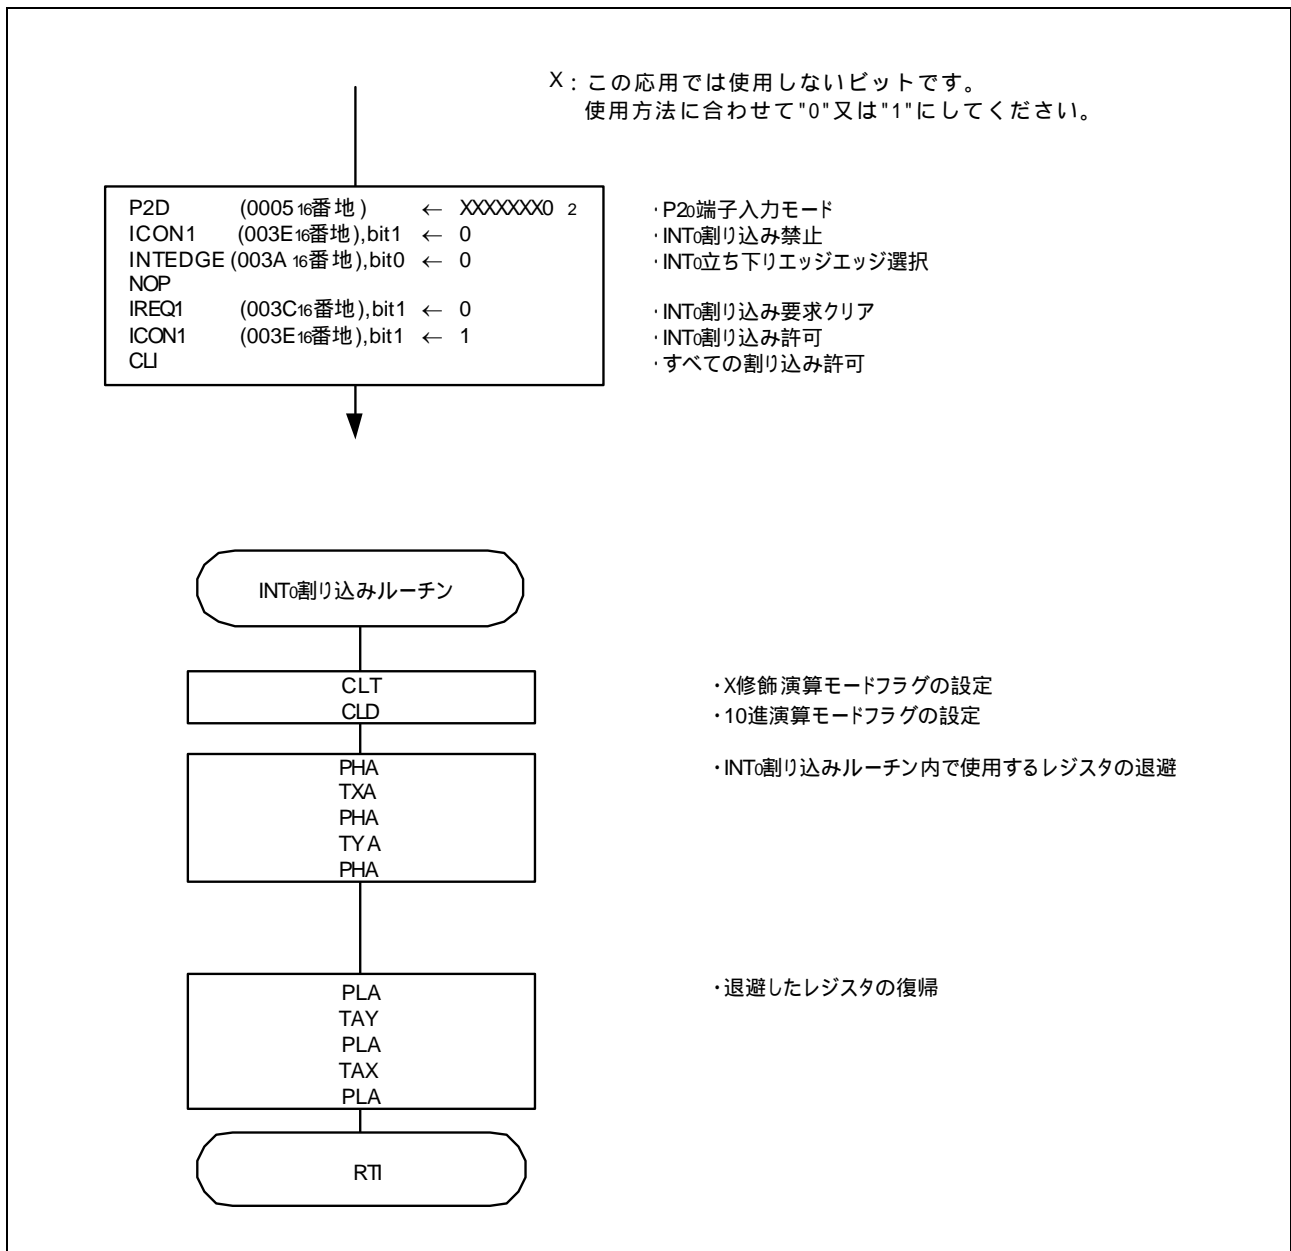 X：この応用では使用しないビットです。
使用方法に合わせて"0"又は"1"にしてください。
P2D (0005₁₆番地) ← XXXXXXX0 ₂ ・P2₀端子入力モード
ICON1 (003E₁₆番地),bit1 ← 0 ・INT₀割り込み禁止
INTEDGE (003A ₁₆番地),bit0 ← 0 ・INT₀立ち下りエッジエッジ選択
NOP
IREQ1 (003C₁₆番地),bit1 ← 0 ・INT₀割り込み要求クリア
ICON1 (003E₁₆番地),bit1 ← 1 ・INT₀割り込み許可
CLI ・すべての割り込み許可
INT₀割り込みルーチン
CLT ・X修飾演算モードフラグの設定
CLD ・10進演算モードフラグの設定
PHA ・INT₀割り込みルーチン内で使用するレジスタの退避
TXA
PHA
TYA
PHA
PLA ・退避したレジスタの復帰
TAY
PLA
TAX
PLA
RTI